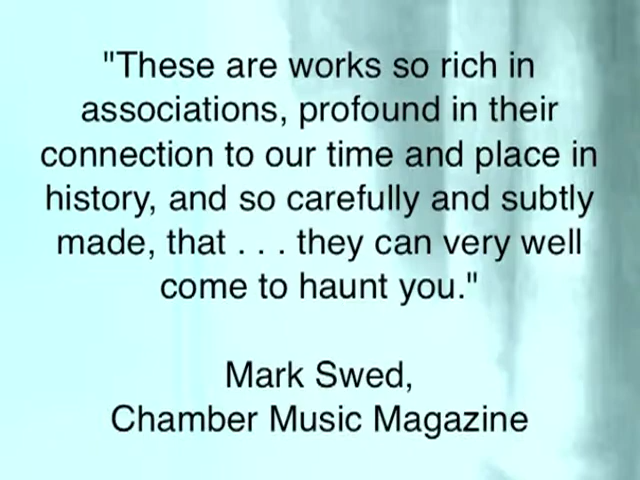 "These are works so rich in
associations, profound in their
connection to our time and place in
history, and so carefully and subtly
made, that . . . they can very well
come to haunt you."
Mark Swed,
Chamber Music Magazine